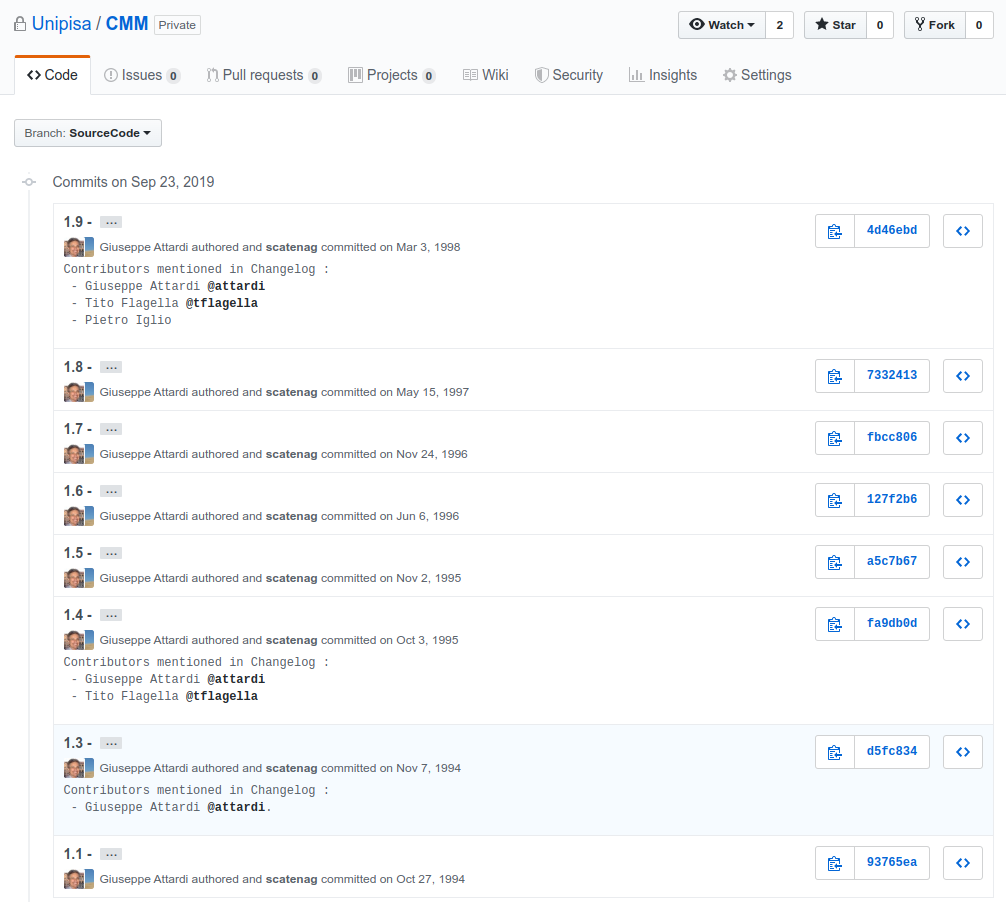 Unipisa / CMM Private
Watch 2 Star 0 Fork 0
Code Issues 0 Pull requests 0 Projects 0 Wiki Security Insights Settings
Branch: SourceCode
Commits on Sep 23, 2019
1.9 - ...
4d46ebd
Giuseppe Attardi authored and scatenag committed on Mar 3, 1998
Contributors mentioned in Changelog :
- Giuseppe Attardi @attardi
- Tito Flagella @tflagella
- Pietro Iglio
1.8 - ...
7332413
Giuseppe Attardi authored and scatenag committed on May 15, 1997
1.7 - ...
fbcc806
Giuseppe Attardi authored and scatenag committed on Nov 24, 1996
1.6 - ...
127f2b6
Giuseppe Attardi authored and scatenag committed on Jun 6, 1996
1.5 - ...
a5c7b67
Giuseppe Attardi authored and scatenag committed on Nov 2, 1995
1.4 - ...
fa9db0d
Giuseppe Attardi authored and scatenag committed on Oct 3, 1995
Contributors mentioned in Changelog :
- Giuseppe Attardi @attardi
- Tito Flagella @tflagella
1.3 - ...
d5fc834
Giuseppe Attardi authored and scatenag committed on Nov 7, 1994
Contributors mentioned in Changelog :
- Giuseppe Attardi @attardi.
1.1 - ...
93765ea
Giuseppe Attardi authored and scatenag committed on Oct 27, 1994